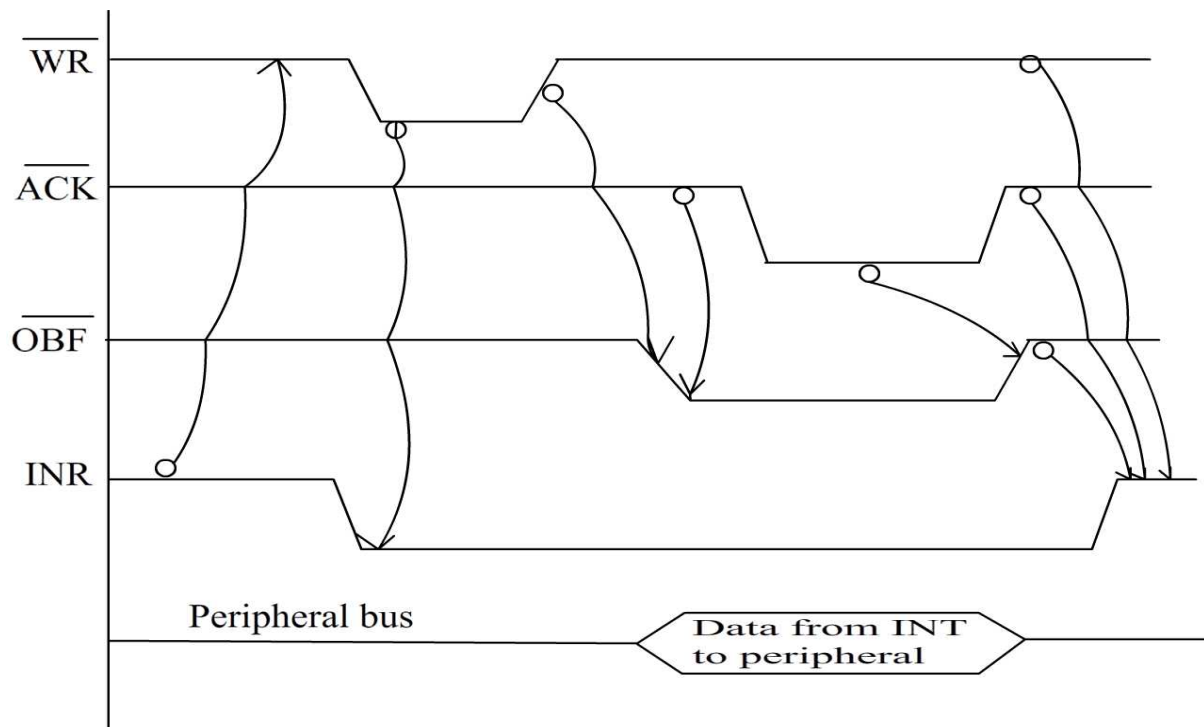 WR
ACK
OBF
INR
Peripheral bus
Data from INT
to peripheral